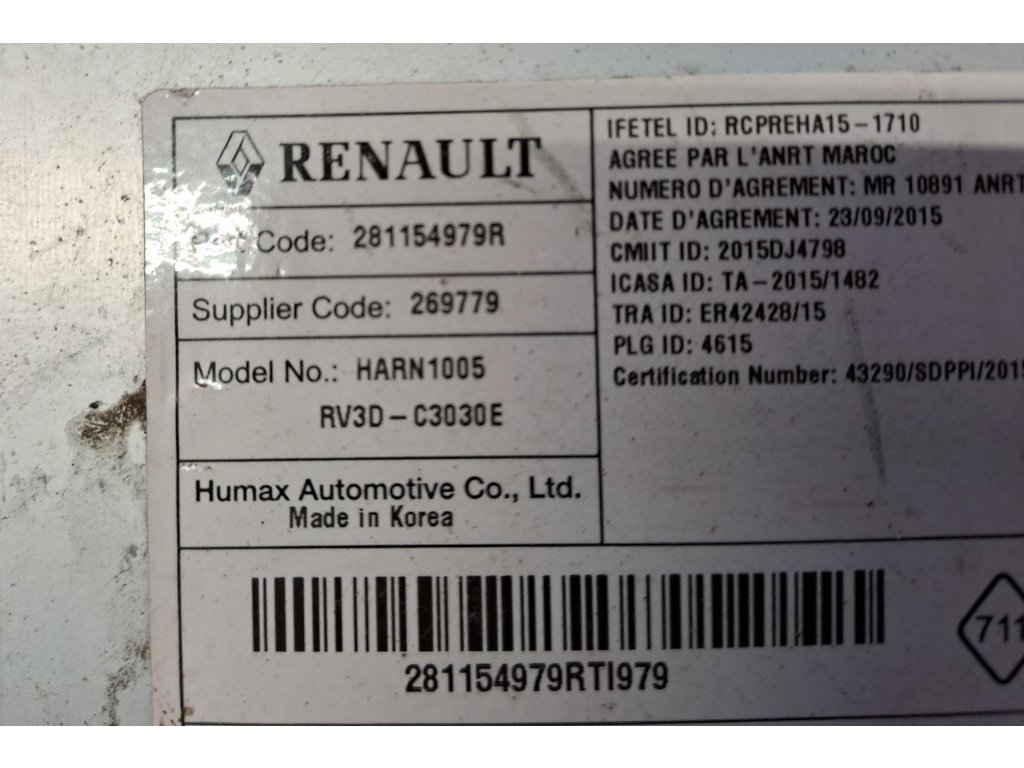 RENAULT
Part Code: 281154979R
Supplier Code: 269779
Model No.: HARN1005
RV3D-C3030E
Humax Automotive Co., Ltd.
Made in Korea
IFETEL ID: RCPREHA15-1710
AGREE PAR L'ANRT MAROC
NUMERO D'AGREMENT: MR 10891 ANRT
DATE D'AGREMENT: 23/09/2015
CMIIT ID: 2015DJ4798
ICASA ID: TA-2015/1482
TRA ID: ER42428/15
PLG ID: 4615
Certification Number: 43290/SDPPI/2015
281154979RTI979
711